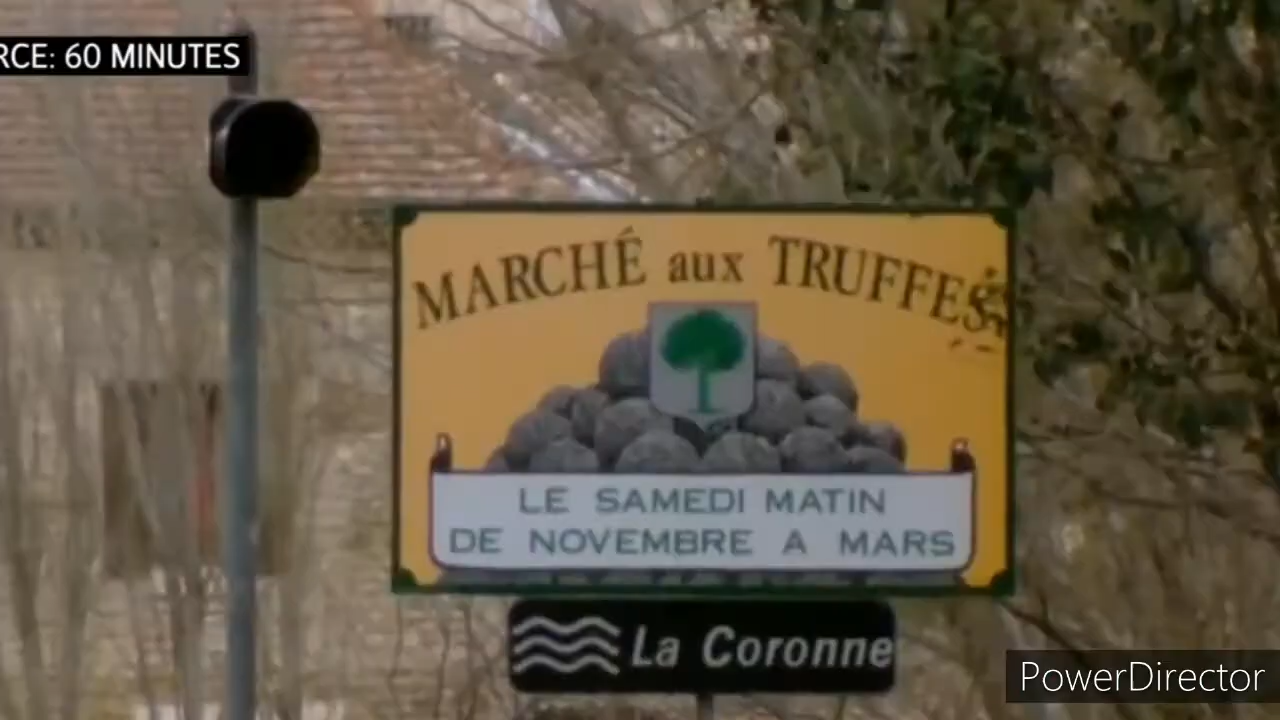 RCE: 60 MINUTES
MARCHÉ aux TRUFFES
LE SAMEDI MATIN
DE NOVEMBRE A MARS
La Coronne
PowerDirector